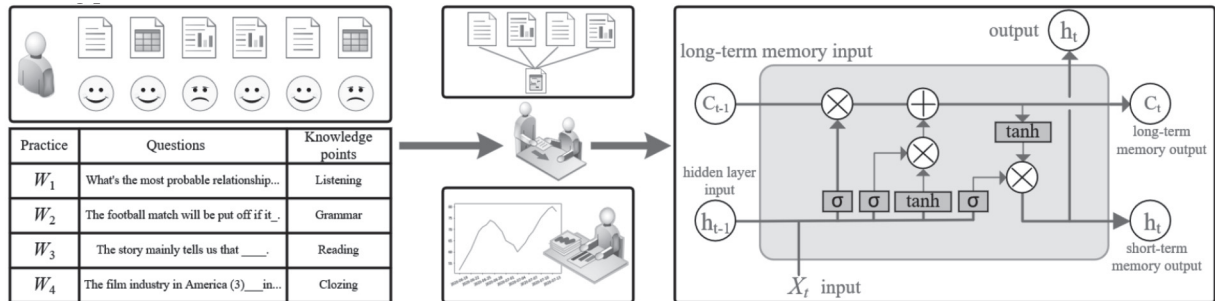 Practice Questions Knowledge points
W1 What's the most probable relationship... Listening
W2 The football match will be put off if it_. Grammar
W3 The story mainly tells us that ____. Reading
W4 The film industry in America (3)___in... Clozing
output ht
long-term memory input
Ct-1
Ct
tanh
long-term
memory output
hidden layer
input
σ σ tanh σ
ht-1
ht
short-term
memory output
Xt input